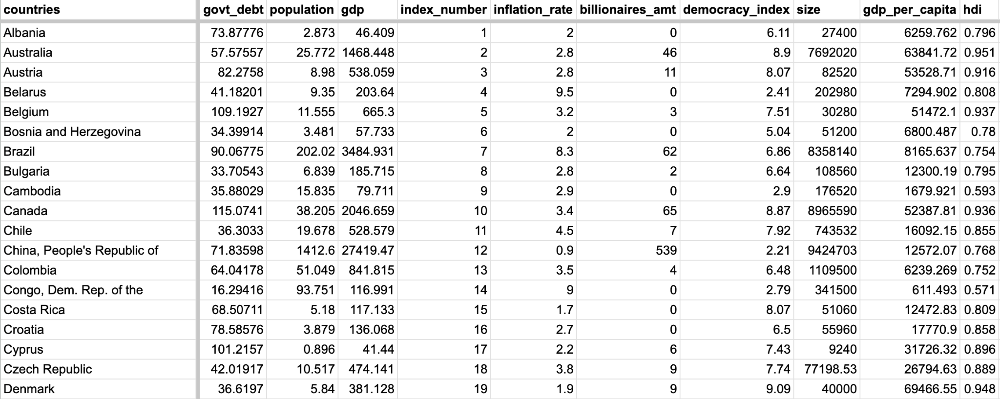 countries govt_debt population gdp index_number inflation_rate billionaires_amt democracy_index size gdp_per_capita hdi
Albania 73.87776 2.873 46.409 1 2 0 6.11 27400 6259.762 0.796
Australia 57.57557 25.772 1468.448 2 2.8 46 8.9 7692020 63841.72 0.951
Austria 82.2758 8.98 538.059 3 2.8 11 8.07 82520 53528.71 0.916
Belarus 41.18201 9.35 203.64 4 9.5 0 2.41 202980 7294.902 0.808
Belgium 109.1927 11.555 665.3 5 3.2 3 7.51 30280 51472.1 0.937
Bosnia and Herzegovina 34.39914 3.481 57.733 6 2 0 5.04 51200 6800.487 0.78
Brazil 90.06775 202.02 3484.931 7 8.3 62 6.86 8358140 8165.637 0.754
Bulgaria 33.70543 6.839 185.715 8 2.8 2 6.64 108560 12300.19 0.795
Cambodia 35.88029 15.835 79.711 9 2.9 0 2.9 176520 1679.921 0.593
Canada 115.0741 38.205 2046.659 10 3.4 65 8.87 8965590 52387.81 0.936
Chile 36.3033 19.678 528.579 11 4.5 7 7.92 743532 16092.15 0.855
China, People's Republic of 71.83598 1412.6 27419.47 12 0.9 539 2.21 9424703 12572.07 0.768
Colombia 64.04178 51.049 841.815 13 3.5 4 6.48 1109500 6239.269 0.752
Congo, Dem. Rep. of the 16.29416 93.751 116.991 14 9 0 2.79 341500 611.493 0.571
Costa Rica 68.50711 5.18 117.133 15 1.7 0 8.07 51060 12472.83 0.809
Croatia 78.58576 3.879 136.068 16 2.7 0 6.5 55960 17770.9 0.858
Cyprus 101.2157 0.896 41.44 17 2.2 6 7.43 9240 31726.32 0.896
Czech Republic 42.01917 10.517 474.141 18 3.8 9 7.74 77198.53 26794.63 0.889
Denmark 36.6197 5.84 381.128 19 1.9 9 9.09 40000 69466.55 0.948